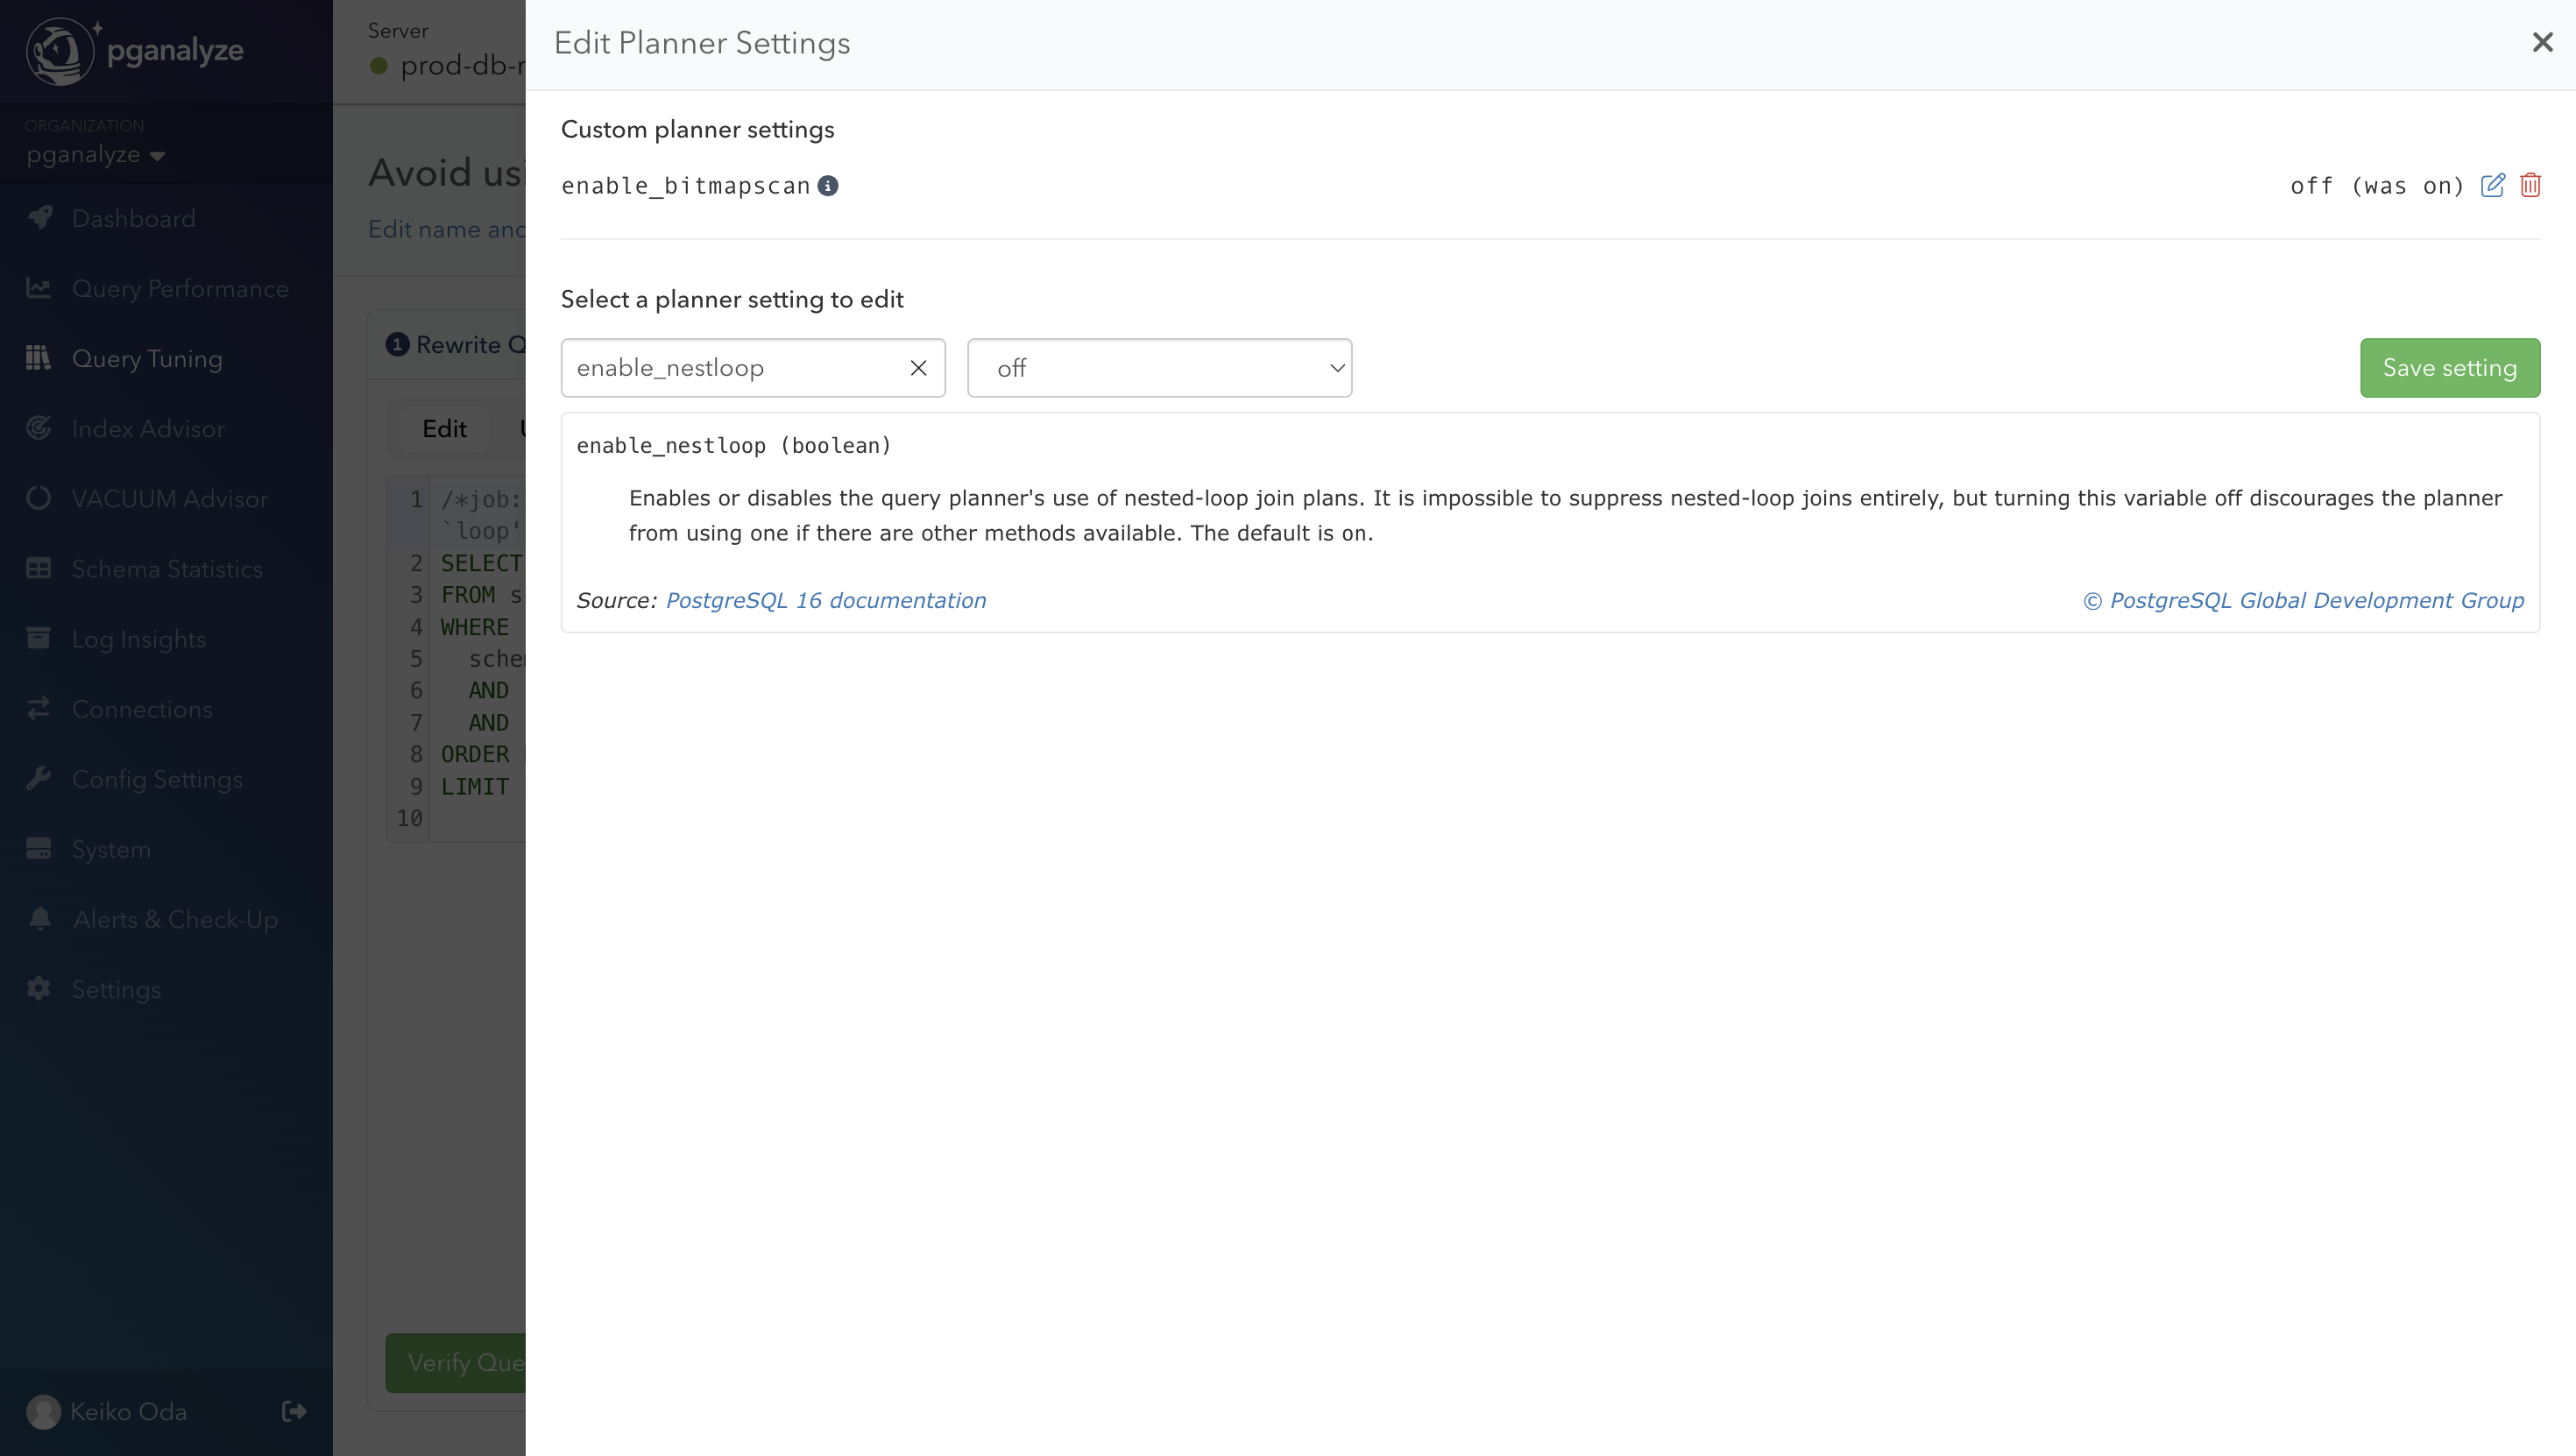 pganalyze
ORGANIZATION
pganalyze
Dashboard
Query Performance
Query Tuning
Index Advisor
VACUUM Advisor
Schema Statistics
Log Insights
Connections
Config Settings
System
Alerts & Check-Up
Settings
Keiko Oda
Server
prod-db-r
Avoid usi
Edit name and
1 Rewrite Q
Edit
1 /*job:
`loop'
2 SELECT
3 FROM s
4 WHERE
5 schem
6 AND
7 AND
8 ORDER
9 LIMIT
10
Verify Que
Edit Planner Settings
Custom planner settings
enable_bitmapscan
off (was on)
Select a planner setting to edit
enable_nestloop
off
Save setting
enable_nestloop (boolean)
Enables or disables the query planner's use of nested-loop join plans. It is impossible to suppress nested-loop joins entirely, but turning this variable off discourages the planner
from using one if there are other methods available. The default is on.
Source: PostgreSQL 16 documentation
© PostgreSQL Global Development Group